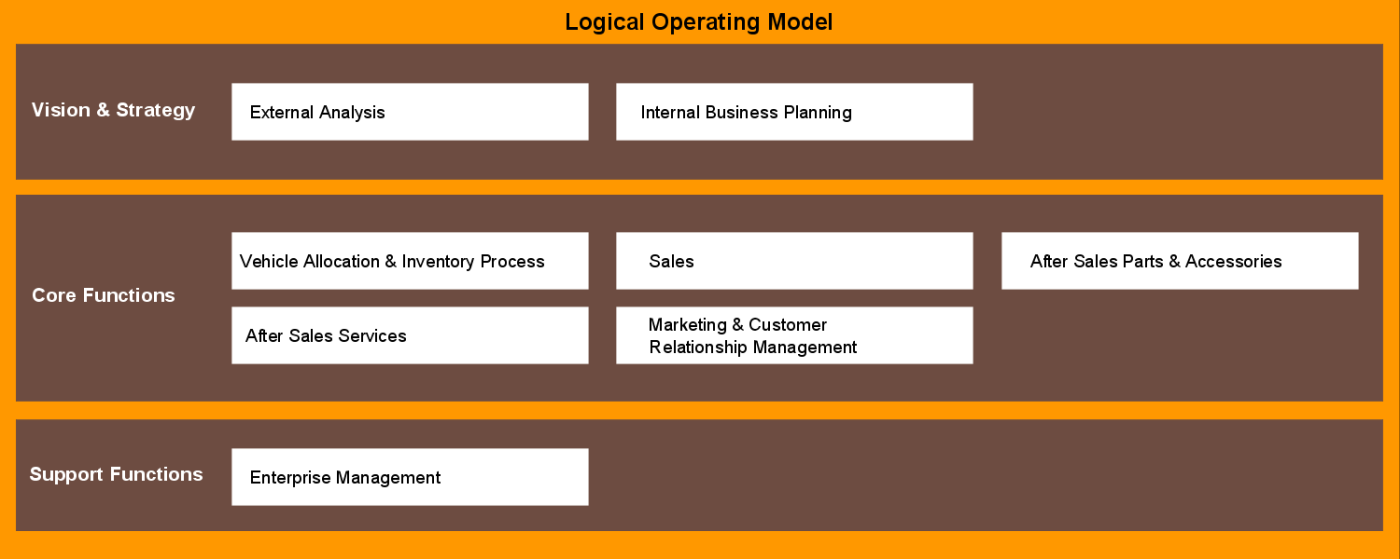 Logical Operating Model
Vision & Strategy
External Analysis
Internal Business Planning
Core Functions
Vehicle Allocation & Inventory Process
Sales
After Sales Parts & Accessories
After Sales Services
Marketing & Customer
Relationship Management
Support Functions
Enterprise Management